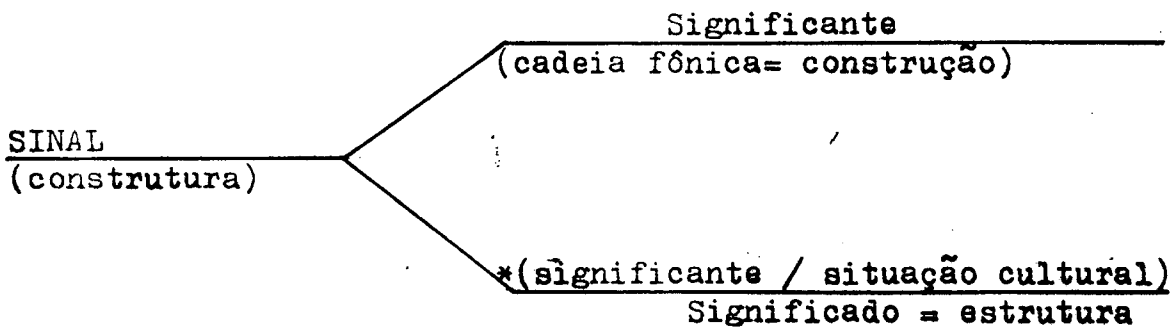 Significante
(cadeia fônica= construção)
SINAL
(construtura)
*(significante / situação cultural)
Significado = estrutura